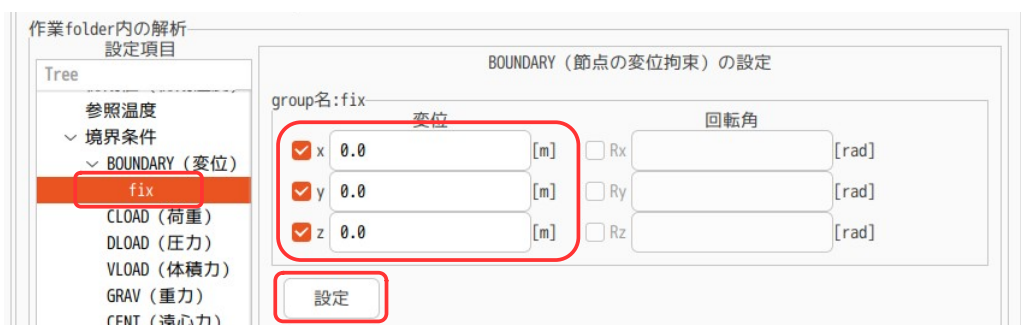 作業folder内の解析
設定項目
Tree
参照温度
境界条件
BOUNDARY（変位）
fix
CLOAD（荷重）
DLOAD（圧力）
VLOAD（体積力）
GRAV（重力）
CENT（遠心力）
BOUNDARY（節点の変位拘束）の設定
group名:fix
変位 回転角
x 0.0 [m] Rx [rad]
y 0.0 [m] Ry [rad]
z 0.0 [m] Rz [rad]
設定